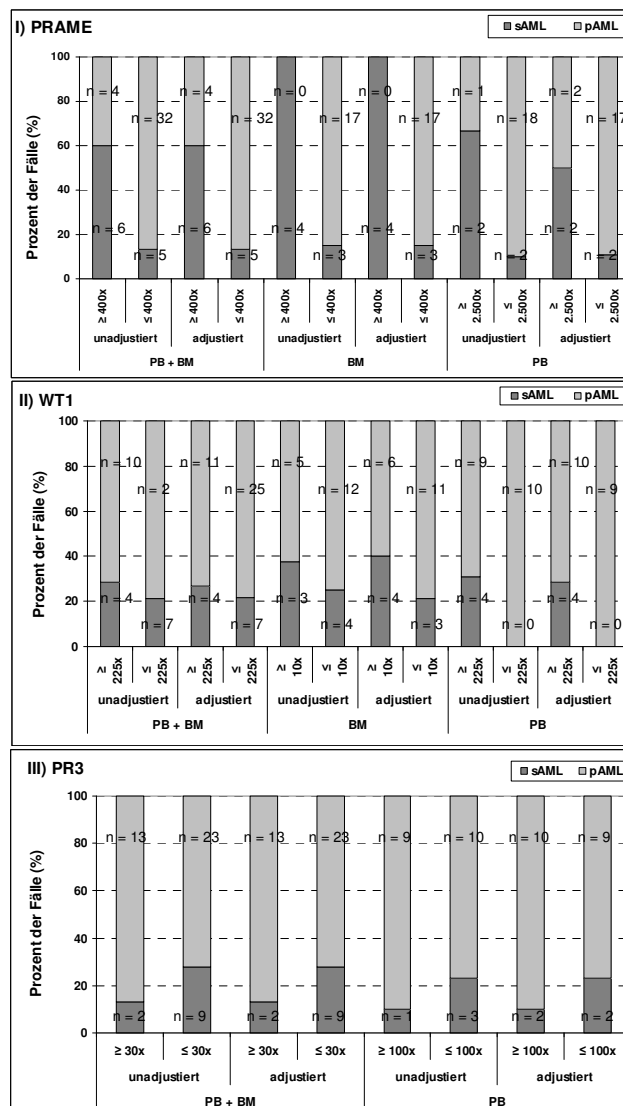 I) PRAME
sAML pAML
Prozent der Fälle (%)
100
80
60
40
20
0
n = 4 n = 32 n = 4 n = 32 n = 0 n = 17 n = 0 n = 17 n = 1 n = 18 n = 2 n = 17
n = 6 n = 5 n = 6 n = 5 n = 4 n = 3 n = 4 n = 3 n = 2 n = 2 n = 2 n = 2
≥ 400x ≤ 400x ≥ 400x ≤ 400x ≥ 400x ≤ 400x ≥ 400x ≤ 400x ≥ 2.500x ≤ 2.500x ≥ 2.500x ≤ 2.500x
unadjustiert adjustiert unadjustiert adjustiert unadjustiert adjustiert
PB + BM BM PB
II) WT1
sAML pAML
Prozent der Fälle (%)
100
80
60
40
20
0
n = 10 n = 2 n = 11 n = 25 n = 5 n = 12 n = 6 n = 11 n = 9 n = 10 n = 10 n = 9
n = 4 n = 7 n = 4 n = 7 n = 3 n = 4 n = 4 n = 3 n = 4 n = 0 n = 4 n = 0
≥ 225x ≤ 225x ≥ 225x ≤ 225x ≥ 10x ≤ 10x ≥ 10x ≤ 10x ≥ 225x ≤ 225x ≥ 225x ≤ 225x
unadjustiert adjustiert unadjustiert adjustiert unadjustiert adjustiert
PB + BM BM PB
III) PR3
sAML pAML
Prozent der Fälle (%)
100
80
60
40
20
0
n = 13 n = 23 n = 13 n = 23 n = 9 n = 10 n = 10 n = 9
n = 2 n = 9 n = 2 n = 9 n = 1 n = 3 n = 2 n = 2
≥ 30x ≤ 30x ≥ 30x ≤ 30x ≥ 100x ≤ 100x ≥ 100x ≤ 100x
unadjustiert adjustiert unadjustiert adjustiert
PB + BM PB